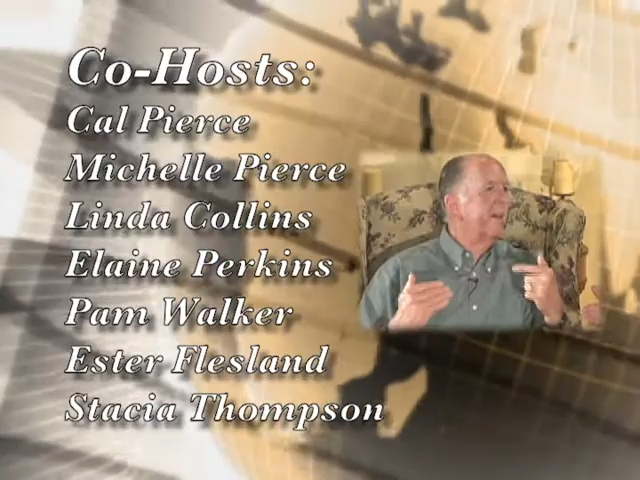 Co-Hosts:
Cal Pierce
Michelle Pierce
Linda Collins
Elaine Perkins
Pam Walker
Ester Flesland
Stacia Thompson